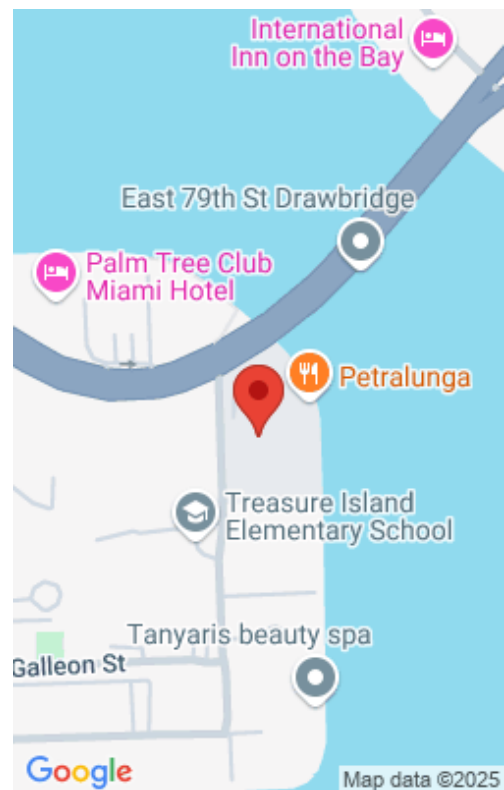 International
Inn on the Bay
East 79th St Drawbridge
Palm Tree Club
Miami Hotel
Petralunga
Treasure Island
Elementary School
Tanyaris beauty spa
Galleon St
Google
Map data ©2025